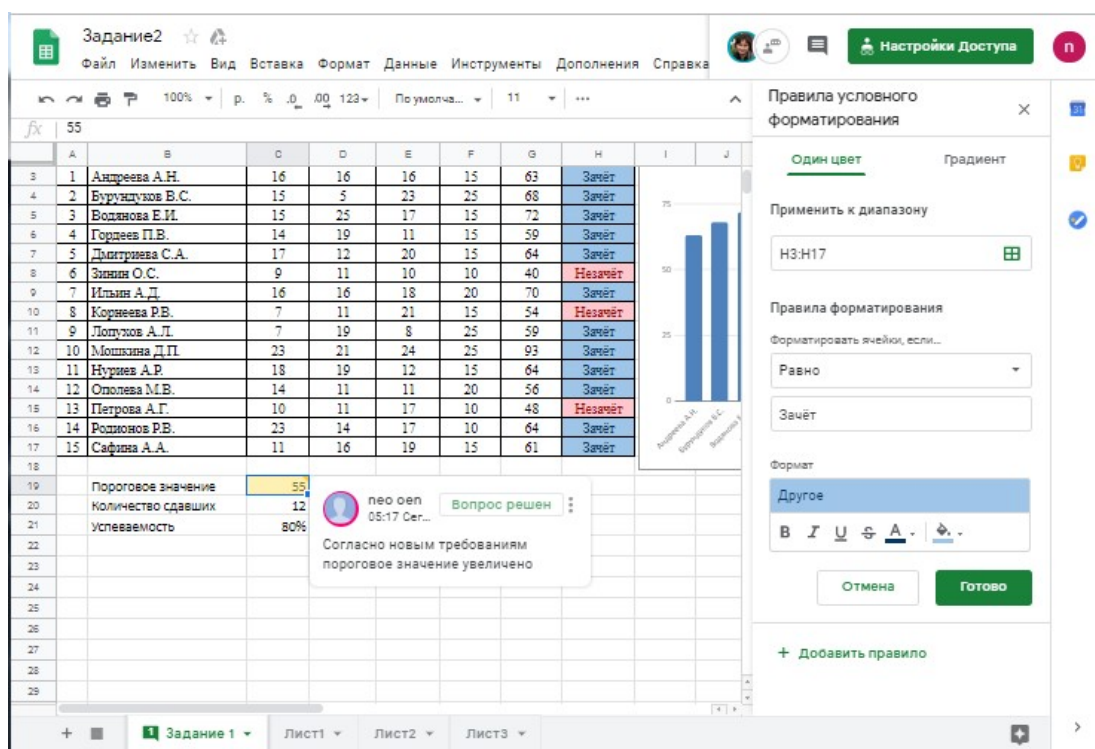 Задание2
Файл Изменить Вид Вставка Формат Данные Инструменты Дополнения Справка
Настройки Доступа
n
100% р. % .0 .00 123 По умолча... 11 ...
fx 55
A B C D E F G H I J
3 1 Андреева А.Н. 16 16 16 15 63 Зачёт
4 2 Бурундуков В.С. 15 5 23 25 68 Зачёт
5 3 Водянова Е.И. 15 25 17 15 72 Зачёт
6 4 Гордеев П.В. 14 19 11 15 59 Зачёт
7 5 Дмитриева С.А. 17 12 20 15 64 Зачёт
8 6 Зинин О.С. 9 11 10 10 40 Незачёт
9 7 Ильин А.Д. 16 16 18 20 70 Зачёт
10 8 Корнеева Р.В. 7 11 21 15 54 Незачёт
11 9 Лопухов А.Л. 7 19 8 25 59 Зачёт
12 10 Мошкина Д.П. 23 21 24 25 93 Зачёт
13 11 Нуриев А.Р. 18 19 12 15 64 Зачёт
14 12 Ополева М.В. 14 11 11 20 56 Зачёт
15 13 Петрова А.Г. 10 11 17 10 48 Незачёт
16 14 Родионов Р.В. 23 14 17 10 64 Зачёт
17 15 Сафина А.А. 11 16 19 15 61 Зачёт
18
19 Пороговое значение 55
20 Количество сдавших 12
21 Успеваемость 80%
22
23
24
25
26
27
28
29
75
50
25
0
Андреева А.Н.
Бурундуков В.С.
Водянова
neo oen
05:17 Сег...
Вопрос решен
Согласно новым требованиям
пороговое значение увеличено
Правила условного
форматирования
Один цвет Градиент
Применить к диапазону
H3:H17
Правила форматирования
Форматировать ячейки, если...
Равно
Зачёт
Формат
Другое
B I U S A
Отмена Готово
+ Добавить правило
31
+ 1 Задание 1 Лист1 Лист2 Лист3